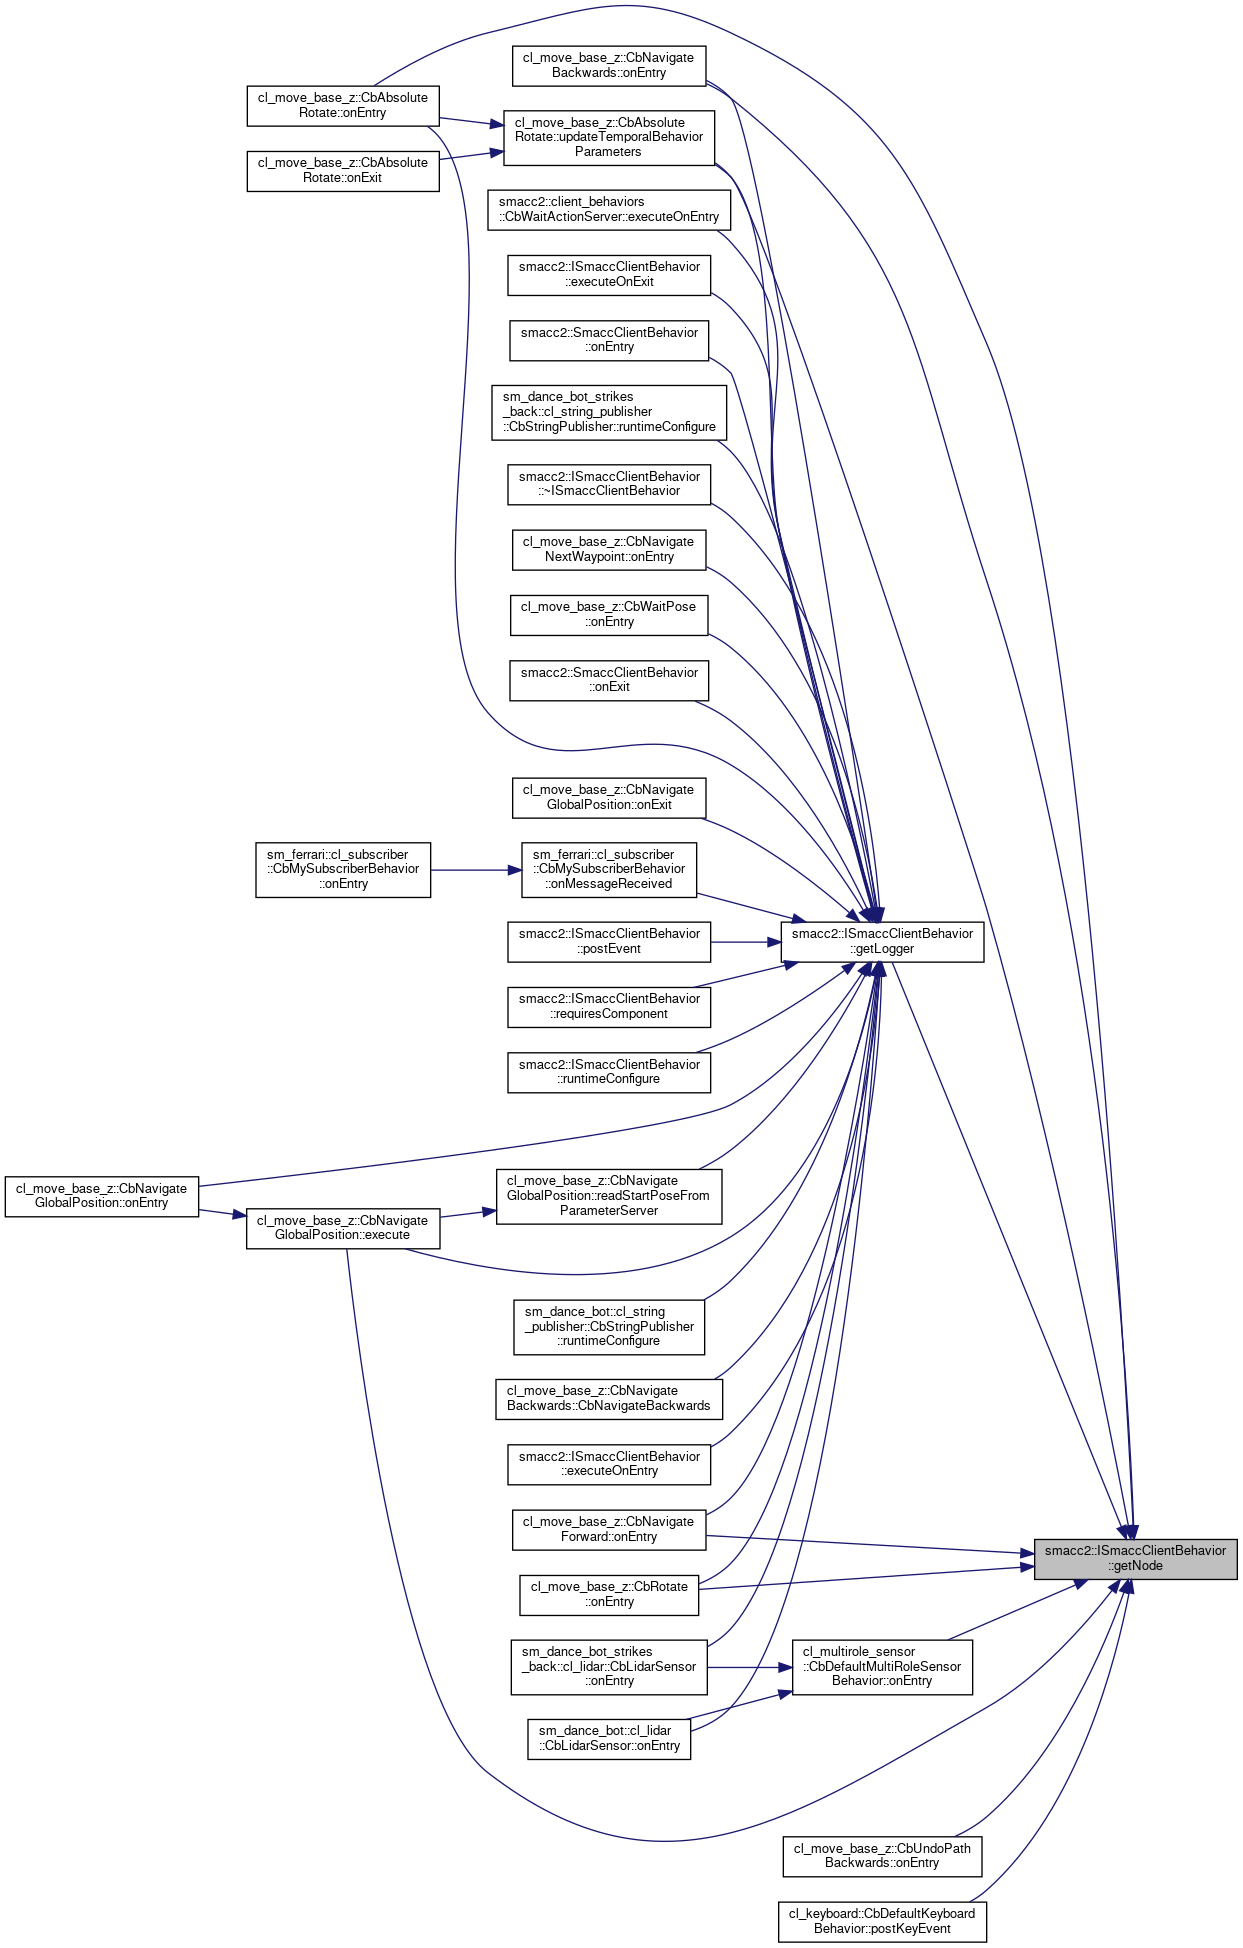 cl_move_base_z::CbNavigate
Backwards::onEntry
cl_move_base_z::CbAbsolute
Rotate::onEntry
cl_move_base_z::CbAbsolute
Rotate::updateTemporalBehavior
Parameters
cl_move_base_z::CbAbsolute
Rotate::onExit
smacc2::client_behaviors
::CbWaitActionServer::executeOnEntry
smacc2::ISmaccClientBehavior
::executeOnExit
smacc2::SmaccClientBehavior
::onEntry
sm_dance_bot_strikes
_back::cl_string_publisher
::CbStringPublisher::runtimeConfigure
smacc2::ISmaccClientBehavior
::~ISmaccClientBehavior
cl_move_base_z::CbNavigate
NextWaypoint::onEntry
cl_move_base_z::CbWaitPose
::onEntry
smacc2::SmaccClientBehavior
::onExit
cl_move_base_z::CbNavigate
GlobalPosition::onExit
sm_ferrari::cl_subscriber
::CbMySubscriberBehavior
::onEntry
sm_ferrari::cl_subscriber
::CbMySubscriberBehavior
::onMessageReceived
smacc2::ISmaccClientBehavior
::getLogger
smacc2::ISmaccClientBehavior
::postEvent
smacc2::ISmaccClientBehavior
::requiresComponent
smacc2::ISmaccClientBehavior
::runtimeConfigure
cl_move_base_z::CbNavigate
GlobalPosition::onEntry
cl_move_base_z::CbNavigate
GlobalPosition::execute
cl_move_base_z::CbNavigate
GlobalPosition::readStartPoseFrom
ParameterServer
sm_dance_bot::cl_string
_publisher::CbStringPublisher
::runtimeConfigure
cl_move_base_z::CbNavigate
Backwards::CbNavigateBackwards
smacc2::ISmaccClientBehavior
::executeOnEntry
cl_move_base_z::CbNavigate
Forward::onEntry
smacc2::ISmaccClientBehavior
::getNode
cl_move_base_z::CbRotate
::onEntry
sm_dance_bot_strikes
_back::cl_lidar::CbLidarSensor
::onEntry
cl_multirole_sensor
::CbDefaultMultiRoleSensor
Behavior::onEntry
sm_dance_bot::cl_lidar
::CbLidarSensor::onEntry
cl_move_base_z::CbUndoPath
Backwards::onEntry
cl_keyboard::CbDefaultKeyboard
Behavior::postKeyEvent